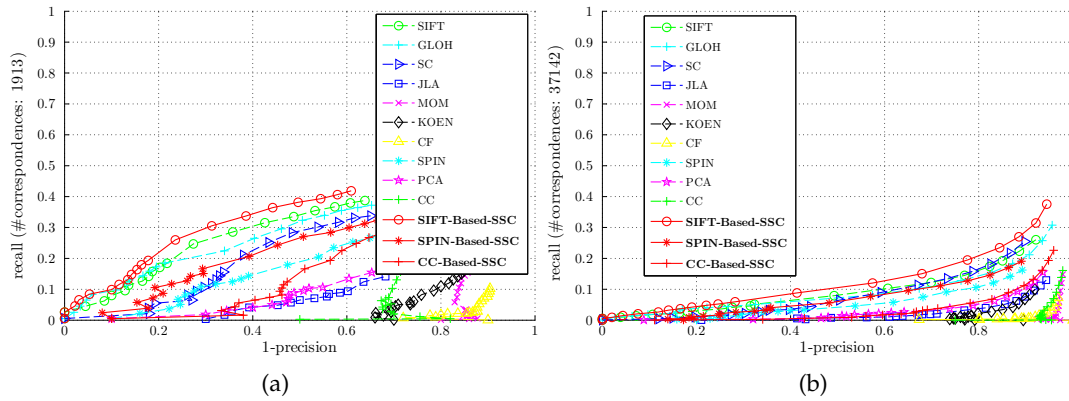 1
0.9
0.8
0.7
0.6
0.5
0.4
0.3
0.2
0.1
0
recall (#correspondences: 1913)
0 0.2 0.4 0.6 0.8 1
1-precision
SIFT
GLOH
SC
JLA
MOM
KOEN
CF
SPIN
PCA
CC
SIFT-Based-SSC
SPIN-Based-SSC
CC-Based-SSC
(a)
1
0.9
0.8
0.7
0.6
0.5
0.4
0.3
0.2
0.1
0
recall (#correspondences: 37142)
0 0.2 0.4 0.6 0.8 1
1-precision
SIFT
GLOH
SC
JLA
MOM
KOEN
CF
SPIN
PCA
CC
SIFT-Based-SSC
SPIN-Based-SSC
CC-Based-SSC
(b)